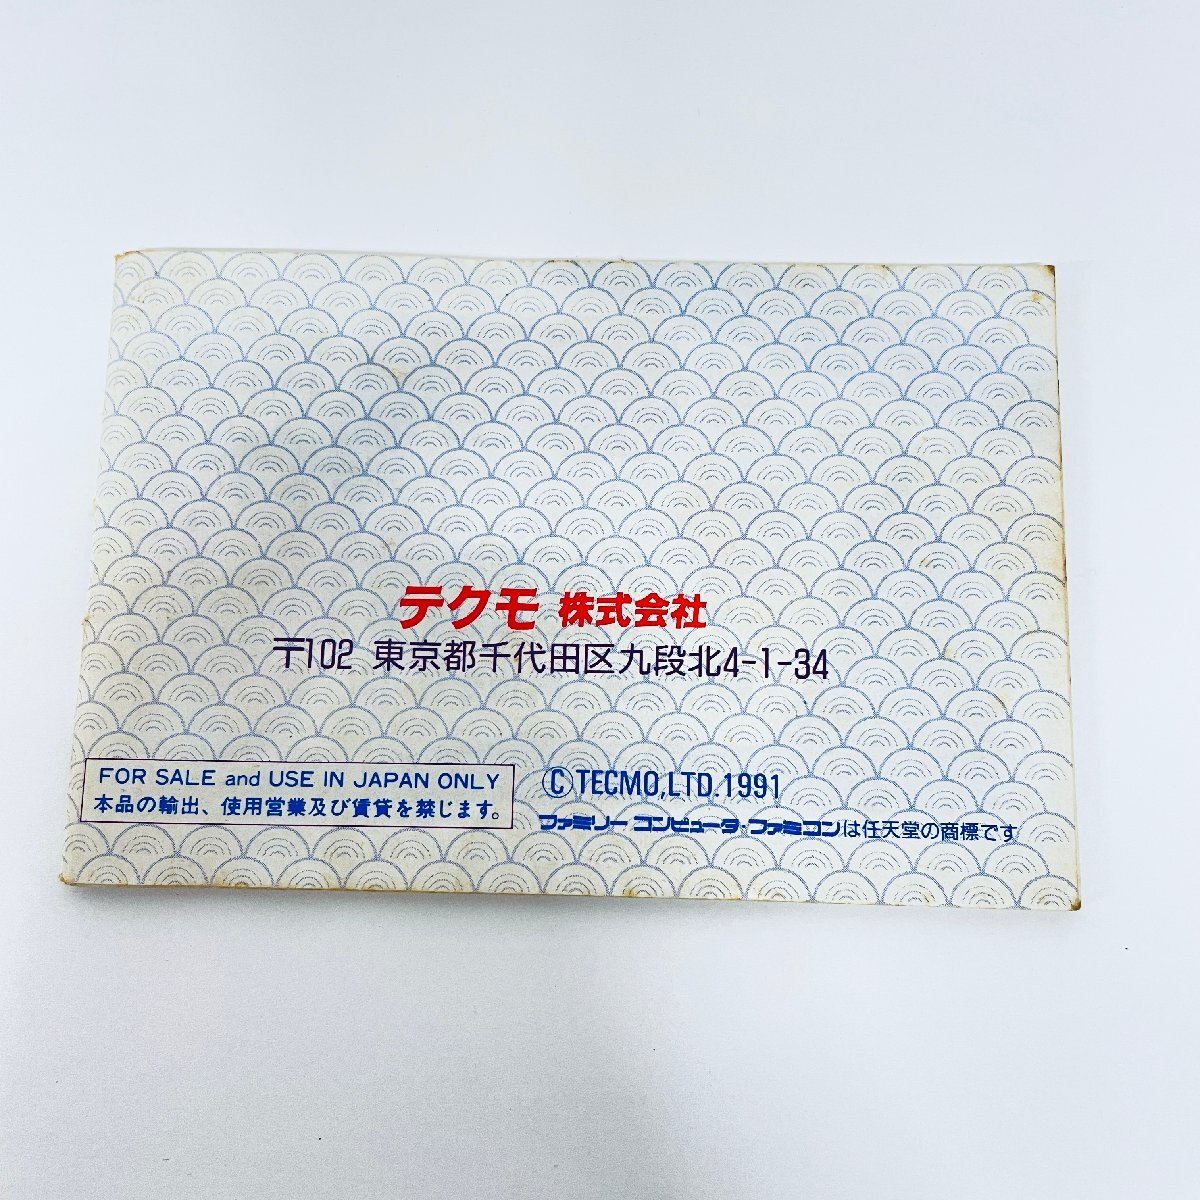 テクモ 株式会社
〒102 東京都千代田区九段北4-1-34
FOR SALE and USE IN JAPAN ONLY
本品の輸出、使用営業及び賃貸を禁じます。
©TECMO,LTD.1991
ファミリーコンピュータ・ファミコンは任天堂の商標です